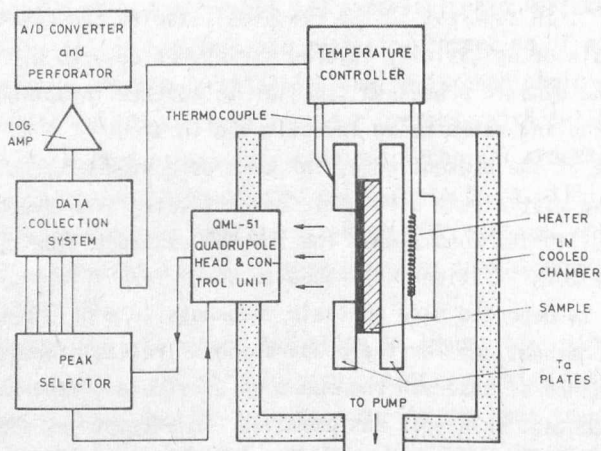 A/D CONVERTER
PERFORATOR
LOG
AMP
DATA
COLLECTION
SYSTEM
PEAK
SELECTOR
TEMPERATURE
CONTROLLER
THERMOCOUPLE
QML-51
QUADRUPOLE
HEAD & CON-
TROL UNIT
HEATER
LN
COOLED
CHAMBER
SAMPLE
Ta
PLATES
TO PUMP